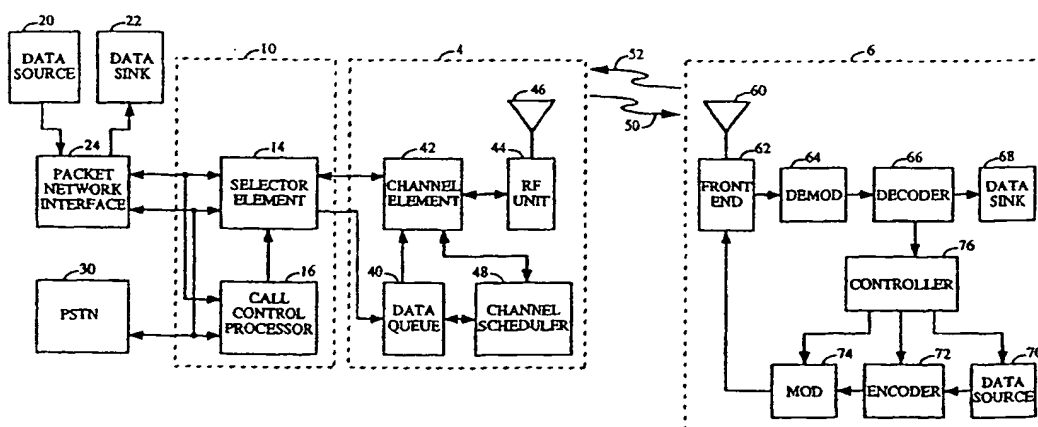 20
DATA
SOURCE
22
DATA
SINK
24
PACKET
NETWORK
INTERFACE
30
PSTN
10
14
SELECTOR
ELEMENT
16
CALL
CONTROL
PROCESSOR
4
42
CHANNEL
ELEMENT
46
44
RF
UNIT
40
DATA
QUEUE
48
CHANNEL
SCHEDULER
52
50
6
60
62
FRONT
END
64
DEMOD
66
DECODER
68
DATA
SINK
76
CONTROLLER
74
MOD
72
ENCODER
70
DATA
SOURCE